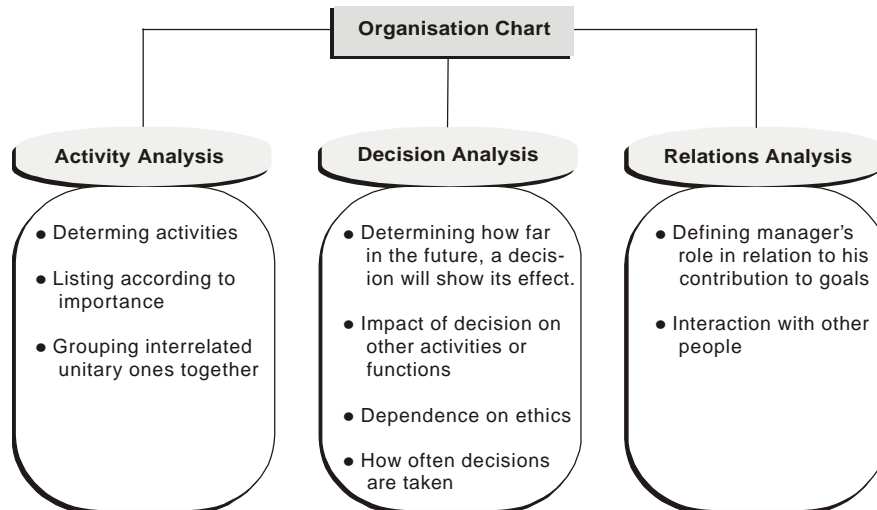 Organisation Chart
Activity Analysis
● Determing activities
● Listing according to
importance
● Grouping interrelated
unitary ones together
Decision Analysis
● Determining how far
in the future, a decis-
ion will show its effect.
● Impact of decision on
other activities or
functions
● Dependence on ethics
● How often decisions
are taken
Relations Analysis
● Defining manager's
role in relation to his
contribution to goals
● Interaction with other
people